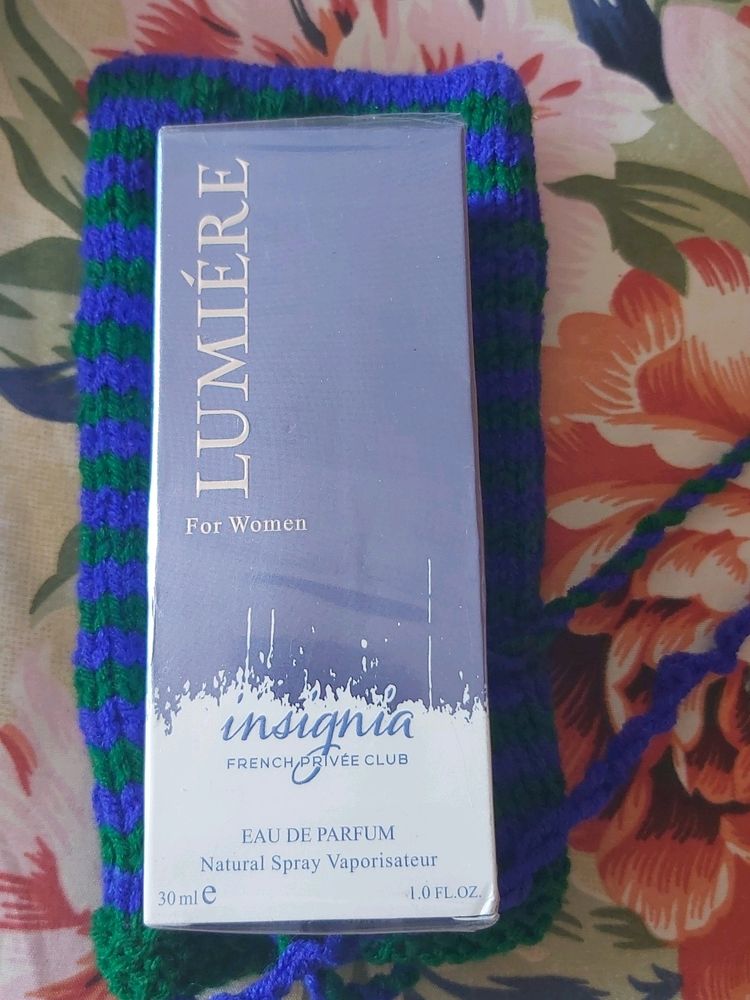 LUMIÉRE
For Women
insignia
FRENCH PRIVÉE CLUB
EAU DE PARFUM
Natural Spray Vaporisateur
30 ml e
1.0 FL.OZ.